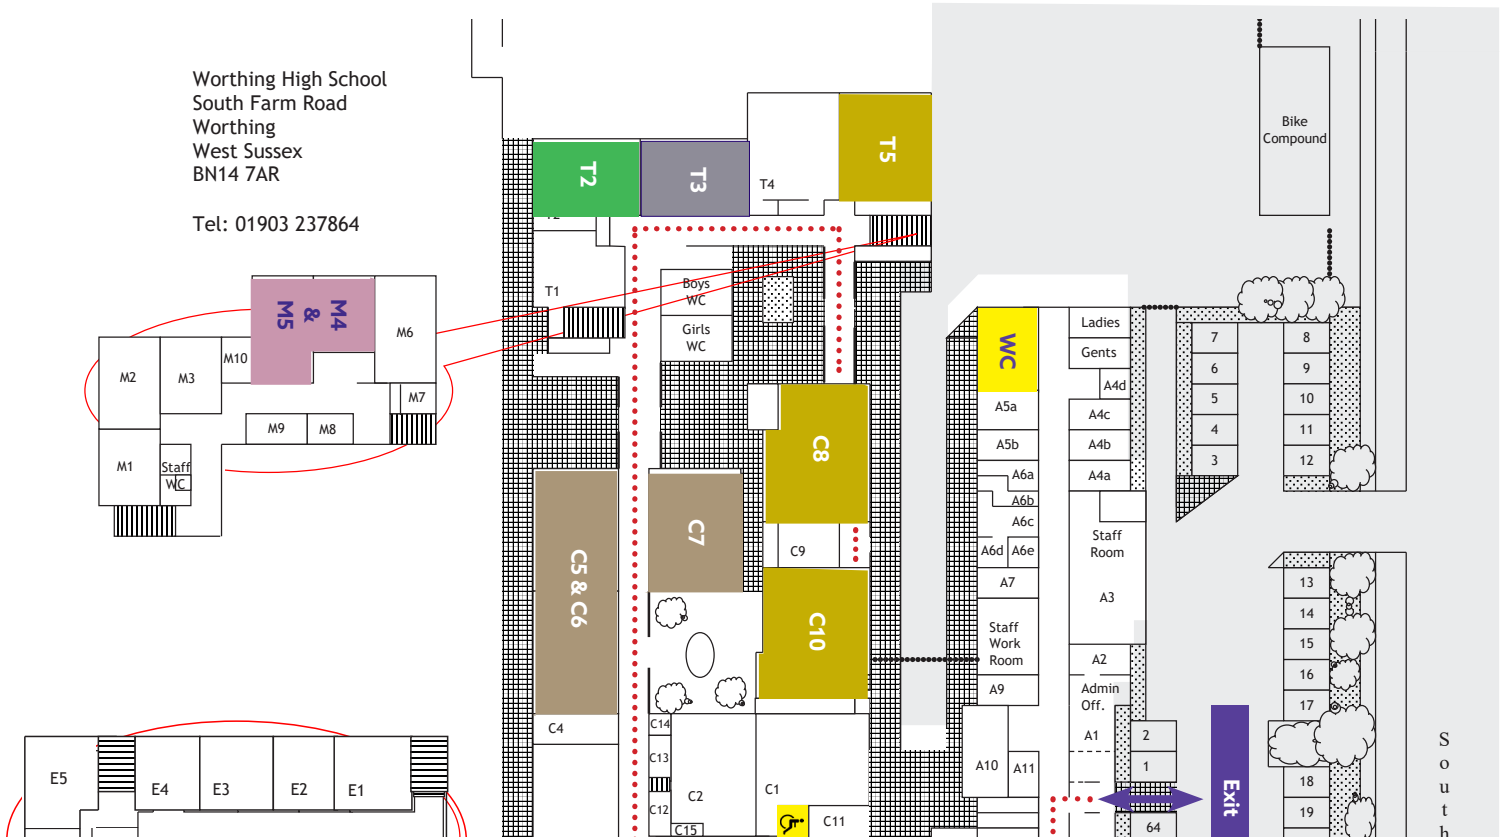 Worthing High School
South Farm Road
Worthing
West Sussex
BN14 7AR
Tel: 01903 237864
Bike
Compound
T2
T3
T4
T5
T1
Boys
WC
Girls
WC
M4
&
M5
M6
M10
M2
M3
M7
M9
M8
M1
Staff
WC
WC
Ladies
Gents
A4d
A5a
A4c
A5b
A4b
A6a
A4a
A6b
A6c
A6d
A6e
Staff
Room
A7
A3
Staff
Work
Room
A2
A9
Admin
Off.
A1
A10
A11
7
8
6
9
5
10
4
11
3
12
13
14
15
16
17
2
1
18
19
64
Exit
C8
C7
C9
C5 & C6
C10
C4
C14
C13
C12
C2
C1
C15
C11
E5
E4
E3
E2
E1
S
o
u
t
h